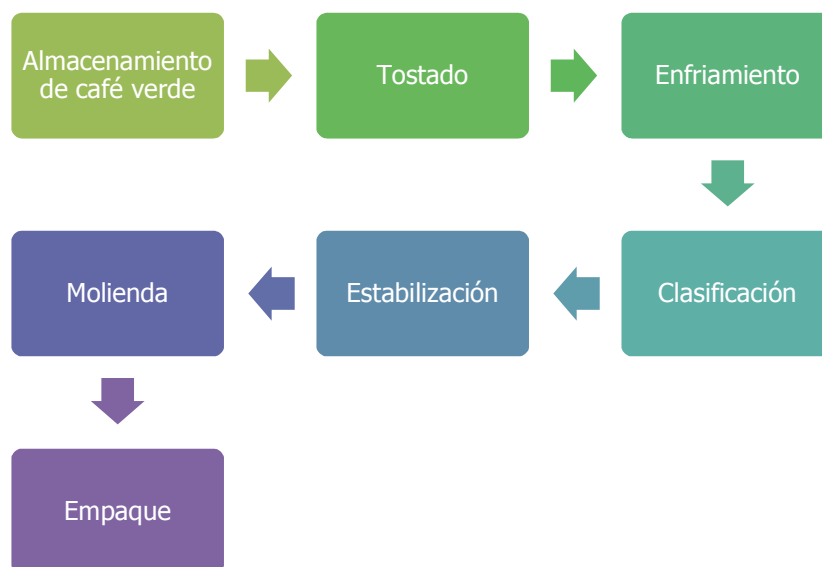 Almacenamiento
de café verde
Tostado
Enfriamiento
Clasificación
Estabilización
Molienda
Empaque